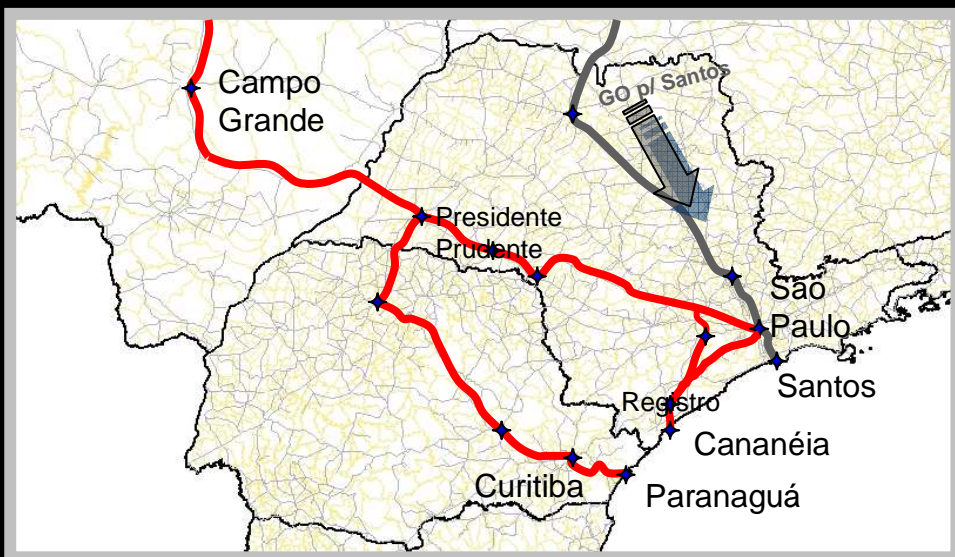 GO p/ Santos
Campo
Grande
Presidente
Prudente
São
Paulo
Santos
Registro
Cananéia
Curitiba
Paranaguá